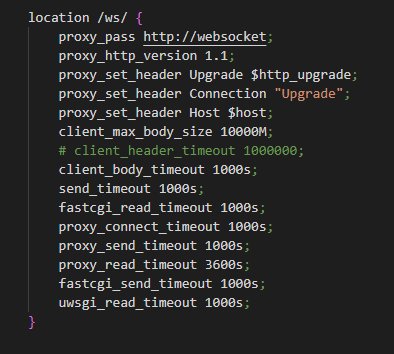 location /ws/ {
proxy_pass http://websocket;
proxy_http_version 1.1;
proxy_set_header Upgrade $http_upgrade;
proxy_set_header Connection "Upgrade";
proxy_set_header Host $host;
client_max_body_size 10000M;
# client_header_timeout 1000000;
client_body_timeout 1000s;
send_timeout 1000s;
fastcgi_read_timeout 1000s;
proxy_connect_timeout 1000s;
proxy_send_timeout 1000s;
proxy_read_timeout 3600s;
fastcgi_send_timeout 1000s;
uwsgi_read_timeout 1000s;
}